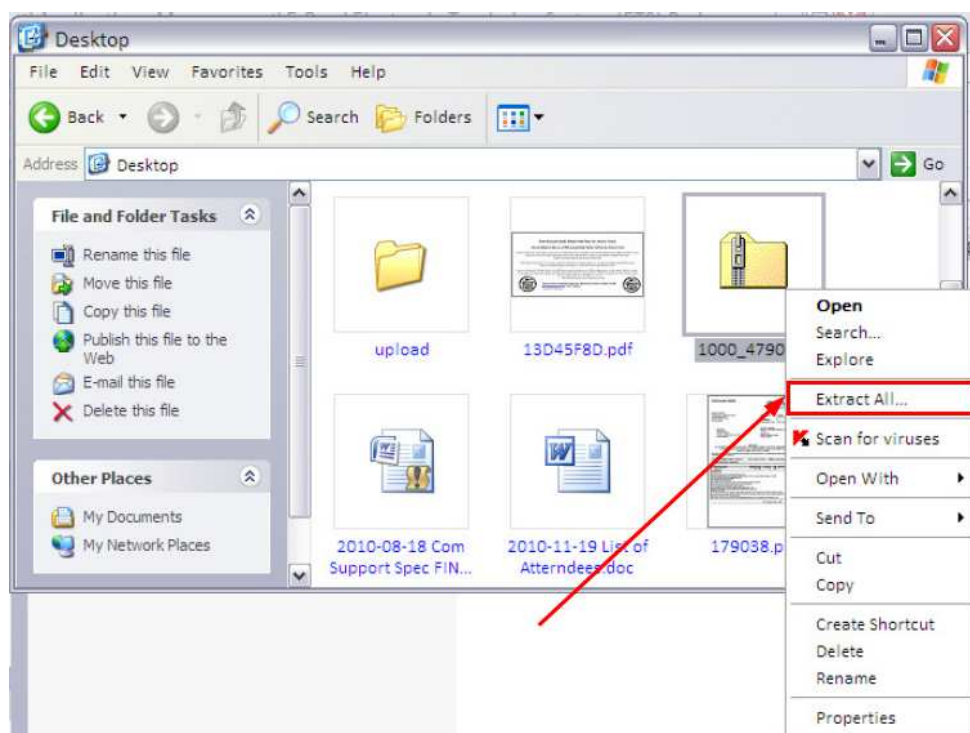 Desktop
File Edit View Favorites Tools Help
Back Search Folders
Address Desktop Go
File and Folder Tasks
Rename this file
Move this file
Copy this file
Publish this file to the
Web
E-mail this file
Delete this file
Other Places
My Documents
My Network Places
upload 13D45F8D.pdf 1000_4790
2010-08-18 Com
Support Spec FIN...
2010-11-19 List of
Atterndees.doc
179038.p
Open
Search...
Explore
Extract All...
Scan for viruses
Open With
Send To
Cut
Copy
Create Shortcut
Delete
Rename
Properties